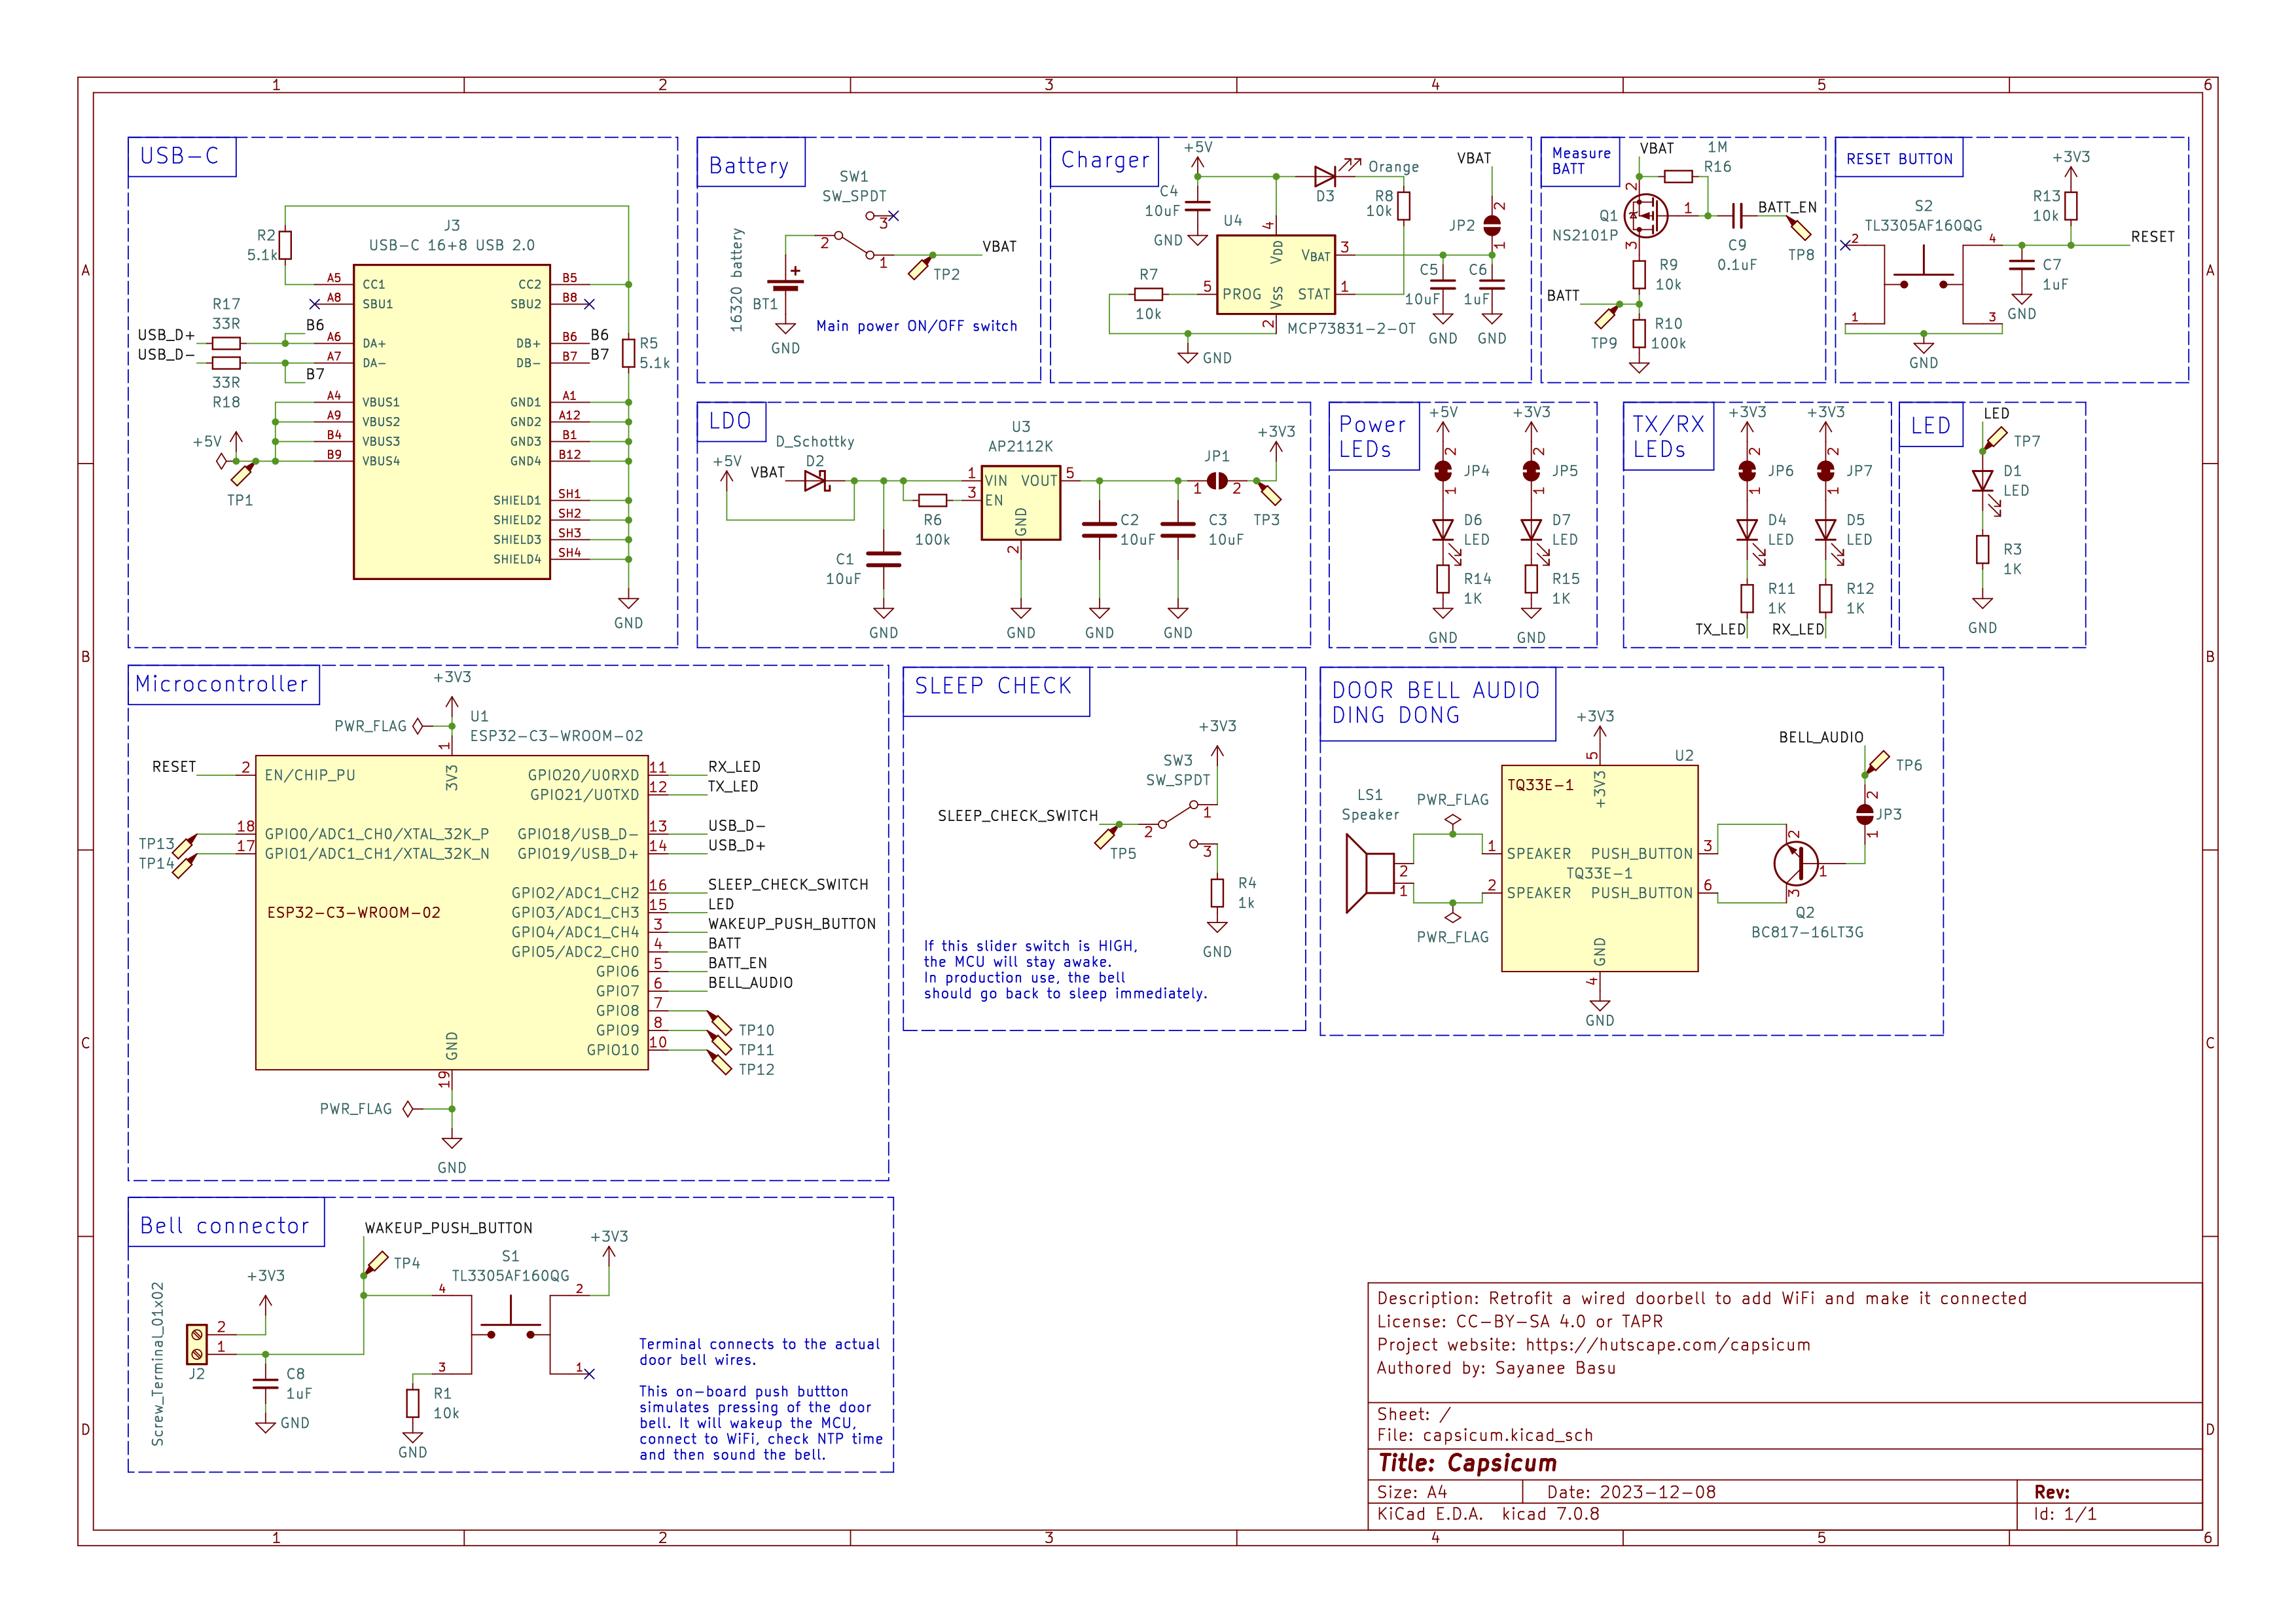 1 2 3 4 5 6
A
B
C
D
USB-C
J3
USB-C 16+8 USB 2.0
R2
5.1k
A5 CC1 CC2 B5
A8 SBU1 SBU2 B8
R17
33R
USB_D+
USB_D-
B6
A6 DA+ DB+ B6 B6
A7 DA- DB- B7 B7
B7
33R
R18
R5
5.1k
A4 VBUS1 GND1 A1
A9 VBUS2 GND2 A12
B4 VBUS3 GND3 B1
B9 VBUS4 GND4 B12
+5V
TP1
SHIELD1 SH1
SHIELD2 SH2
SHIELD3 SH3
SHIELD4 SH4
GND
Battery
SW1
SW_SPDT
3
2
1
VBAT
TP2
16320 battery
+
BT1
GND
Main power ON/OFF switch
Charger
+5V
C4
10uF
GND
U4
D3
Orange
R8
10k
VBAT
JP2
2
1
4
VDD
VBAT 3
R7
10k
5 PROG
STAT 1
VSS
2
MCP73831-2-OT
GND
C5
10uF
GND
C6
1uF
GND
Measure
BATT
VBAT
1M
R16
2
Q1
NS2101P
1
3
BATT_EN
C9
0.1uF
TP8
R9
10k
BATT
TP9
R10
100k
RESET BUTTON
+3V3
R13
10k
S2
TL3305AF160QG
2
4
RESET
C7
1uF
GND
1
3
GND
LDO
D_Schottky
D2
+5V
VBAT
U3
AP2112K
1 VIN VOUT 5
3 EN
GND
2
R6
100k
C1
10uF
GND
GND
C2
10uF
GND
C3
10uF
GND
JP1
1 2
+3V3
TP3
Power
LEDs
+5V
2
JP4
1
D6
LED
R14
1K
GND
+3V3
2
JP5
1
D7
LED
R15
1K
GND
TX/RX
LEDs
+3V3
2
JP6
1
D4
LED
R11
1K
TX_LED
+3V3
2
JP7
1
D5
LED
R12
1K
RX_LED
LED
LED
TP7
D1
LED
R3
1K
GND
Microcontroller
+3V3
PWR_FLAG
U1
ESP32-C3-WROOM-02
1
3V3
RESET
2 EN/CHIP_PU
GPIO20/U0RXD 11 RX_LED
GPIO21/U0TXD 12 TX_LED
TP13
18 GPIO0/ADC1_CH0/XTAL_32K_P
GPIO18/USB_D- 13 USB_D-
TP14
17 GPIO1/ADC1_CH1/XTAL_32K_N
GPIO19/USB_D+ 14 USB_D+
GPIO2/ADC1_CH2 16 SLEEP_CHECK_SWITCH
ESP32-C3-WROOM-02
GPIO3/ADC1_CH3 15 LED
GPIO4/ADC1_CH4 3 WAKEUP_PUSH_BUTTON
GPIO5/ADC2_CH0 4 BATT
GPIO6 5 BATT_EN
GPIO7 6 BELL_AUDIO
GPIO8 7 TP10
GPIO9 8 TP11
GPIO10 10 TP12
GND
19
PWR_FLAG
GND
SLEEP CHECK
+3V3
SW3
SW_SPDT
SLEEP_CHECK_SWITCH
2
1
3
TP5
R4
1k
GND
If this slider switch is HIGH,
the MCU will stay awake.
In production use, the bell
should go back to sleep immediately.
DOOR BELL AUDIO
DING DONG
+3V3
5
U2
BELL_AUDIO
TP6
2
JP3
1
TQ33E-1
+3V3
LS1
Speaker
PWR_FLAG
2
1
1 SPEAKER PUSH_BUTTON 3
TQ33E-1
2 SPEAKER PUSH_BUTTON 6
PWR_FLAG
GND
4
GND
2
1
3
Q2
BC817-16LT3G
Bell connector
WAKEUP_PUSH_BUTTON
TP4
+3V3
Screw_Terminal_01x02
2
1
J2
C8
1uF
GND
S1
TL3305AF160QG
+3V3
4
2
3
1
R1
10k
GND
Terminal connects to the actual
door bell wires.
This on-board push buttton
simulates pressing of the door
bell. It will wakeup the MCU,
connect to WiFi, check NTP time
and then sound the bell.
Description: Retrofit a wired doorbell to add WiFi and make it connected
License: CC-BY-SA 4.0 or TAPR
Project website: https://hutscape.com/capsicum
Authored by: Sayanee Basu
Sheet: /
File: capsicum.kicad_sch
Title: Capsicum
Size: A4 Date: 2023-12-08 Rev:
KiCad E.D.A. kicad 7.0.8 Id: 1/1
A
B
C
D
1 2 3 4 5 6